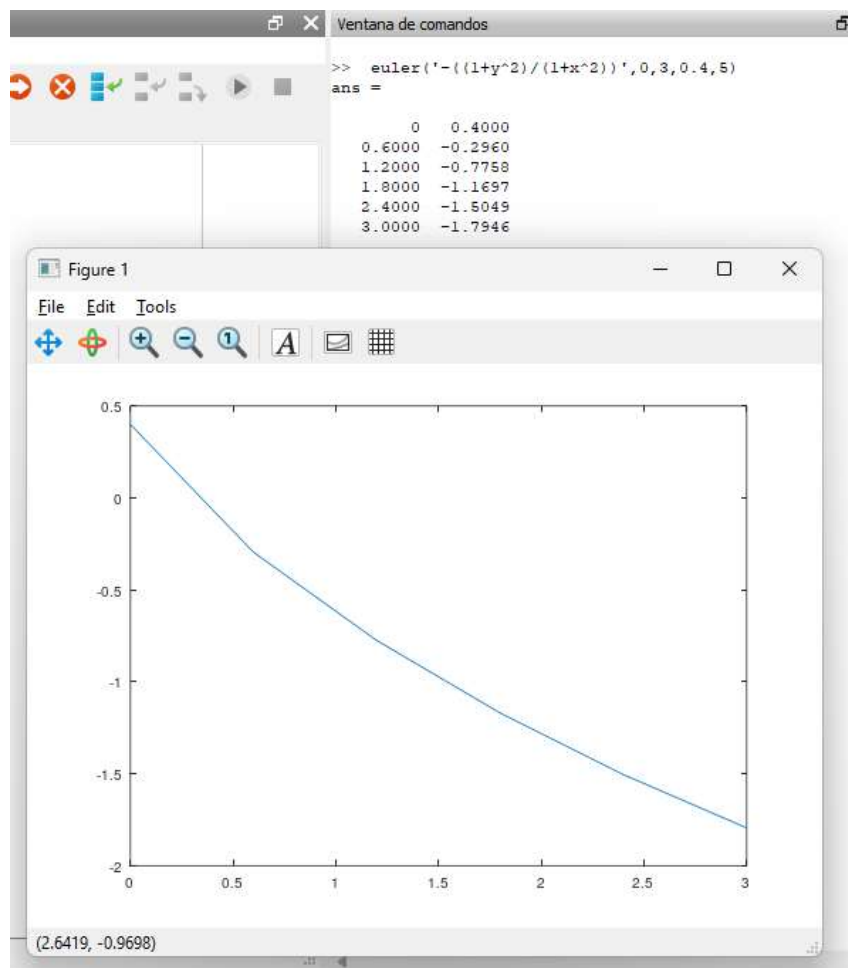 Ventana de comandos
>> euler('-((1+y^2)/(1+x^2))',0,3,0.4,5)
ans =
0 0.4000
0.6000 -0.2960
1.2000 -0.7758
1.8000 -1.1697
2.4000 -1.5049
3.0000 -1.7946
Figure 1
File Edit Tools
A
0.5
0
-0.5
-1
-1.5
-2
0 0.5 1 1.5 2 2.5 3
(2.6419, -0.9698)